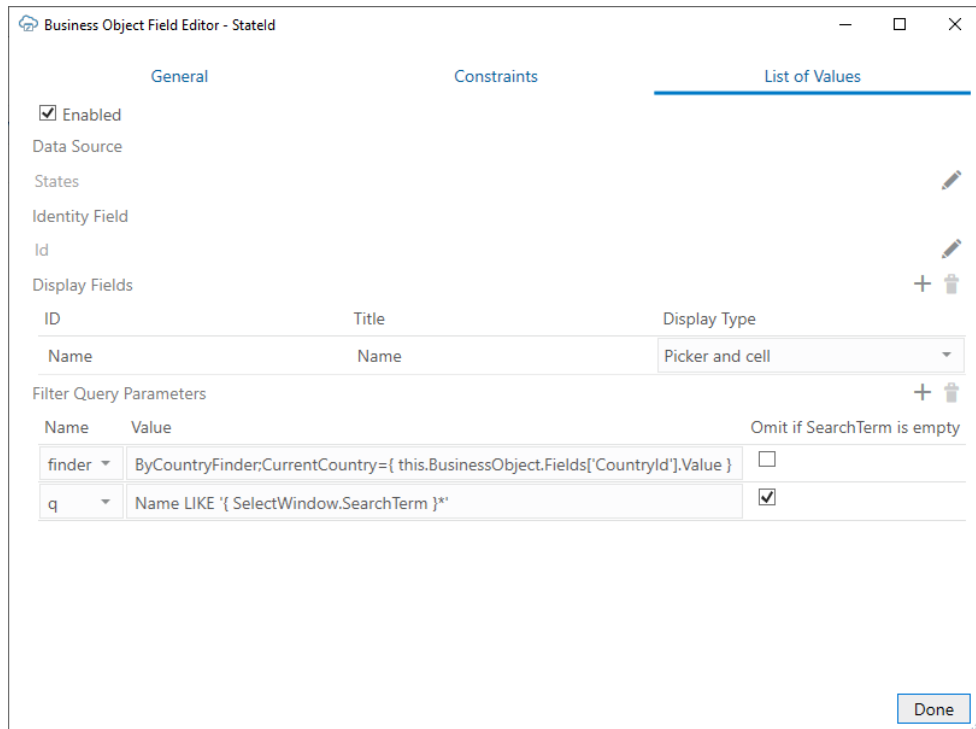 Business Object Field Editor - StateId
General Constraints List of Values
Enabled
Data Source
States
Identity Field
Id
Display Fields
ID Title Display Type
Name Name Picker and cell
Filter Query Parameters
Name Value Omit if SearchTerm is empty
finder ByCountryFinder;CurrentCountry={ this.BusinessObject.Fields['CountryId'].Value }
q Name LIKE '{ SelectWindow.SearchTerm }*'
Done